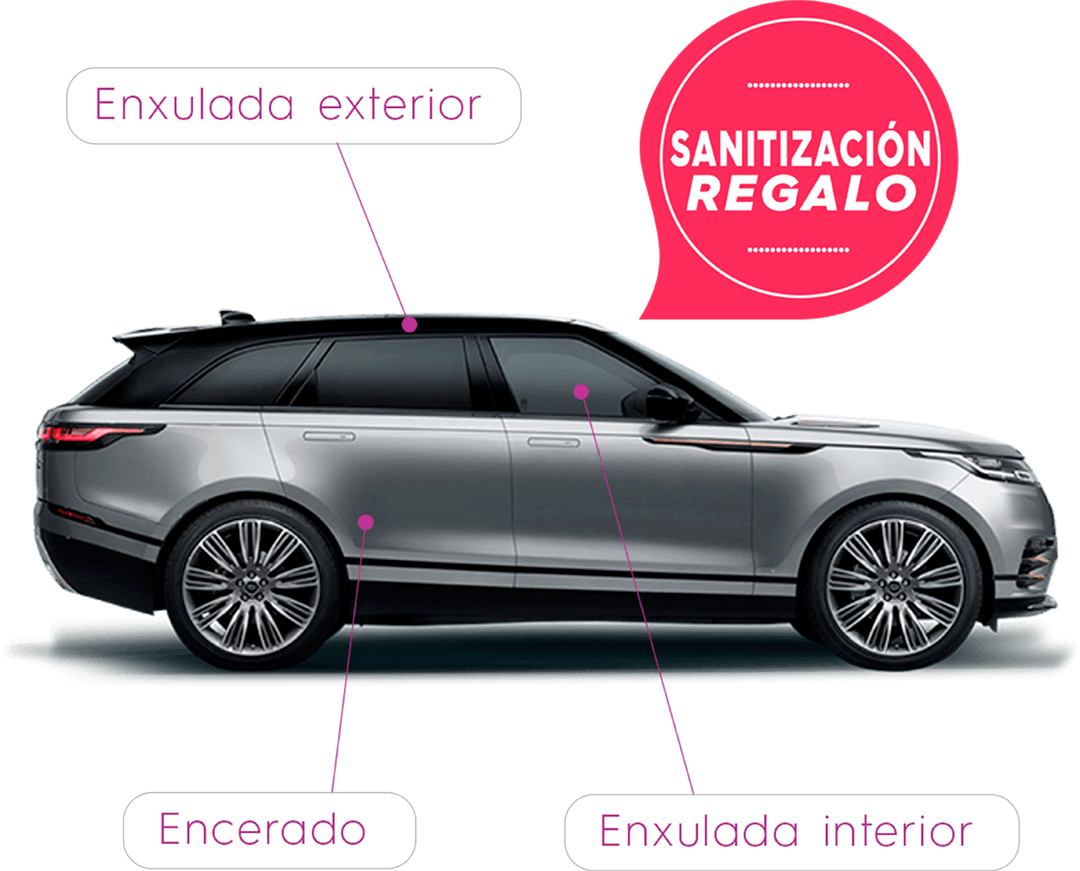 Enxulada exterior
SANITIZACIÓN
REGALO
Encerado
Enxulada interior